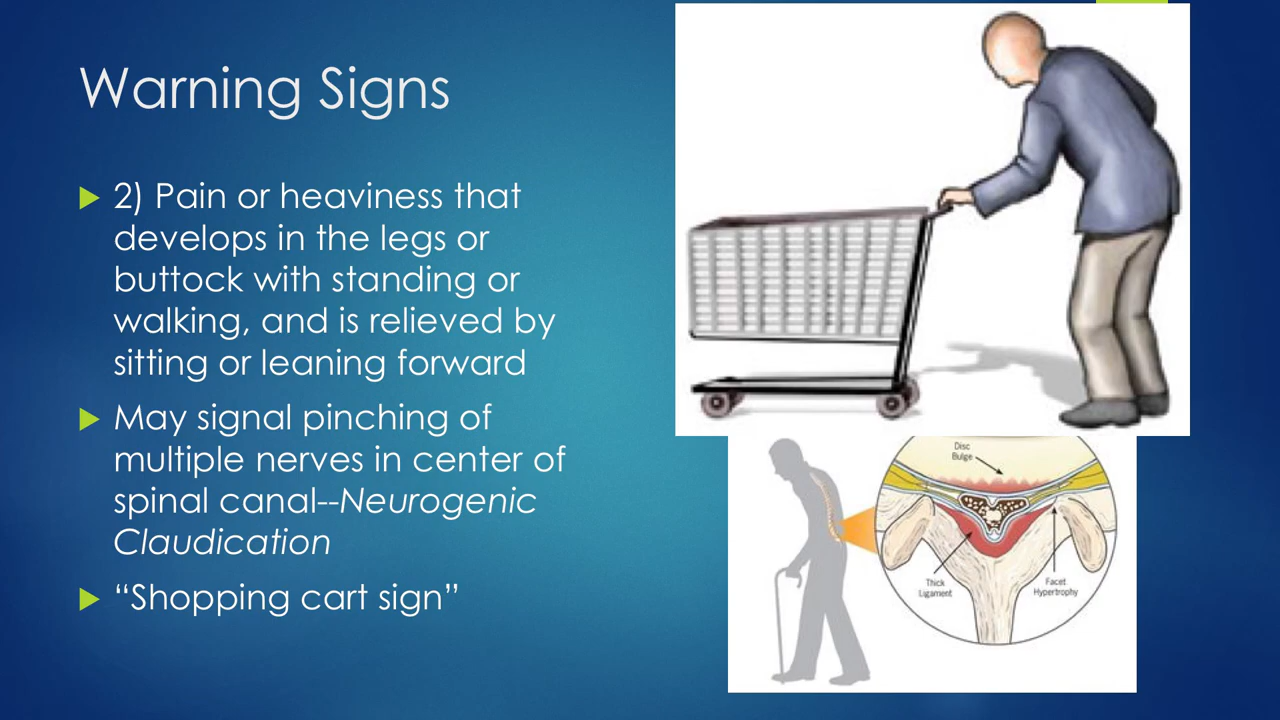 Warning Signs
2) Pain or heaviness that
develops in the legs or
buttock with standing or
walking, and is relieved by
sitting or leaning forward
May signal pinching of
multiple nerves in center of
spinal canal--Neurogenic
Claudication
“Shopping cart sign”
Disc
Bulge
Thick
Ligament
Facet
Hypertrophy